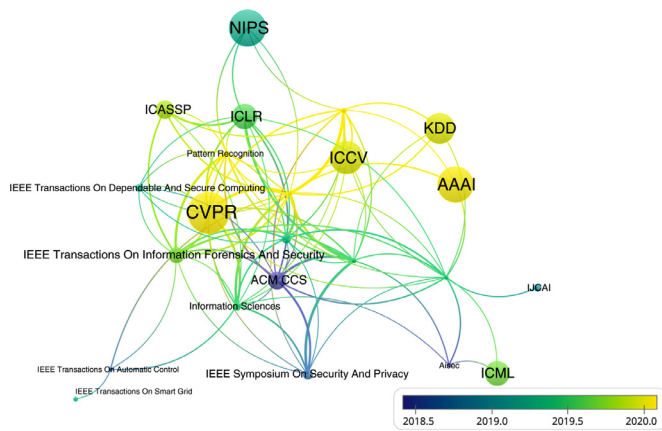 NIPS
ICASSP
ICLR
KDD
Pattern Recognition
ICCV
IEEE Transactions On Dependable And Secure Computing
AAAI
CVPR
IEEE Transactions On Information Forensics And Security
ACM CCS
IJCAI
Information Sciences
Aisec
IEEE Transactions On Automatic Control
IEEE Symposium On Security And Privacy
ICML
IEEE Transactions On Smart Grid
2018.5 2019.0 2019.5 2020.0